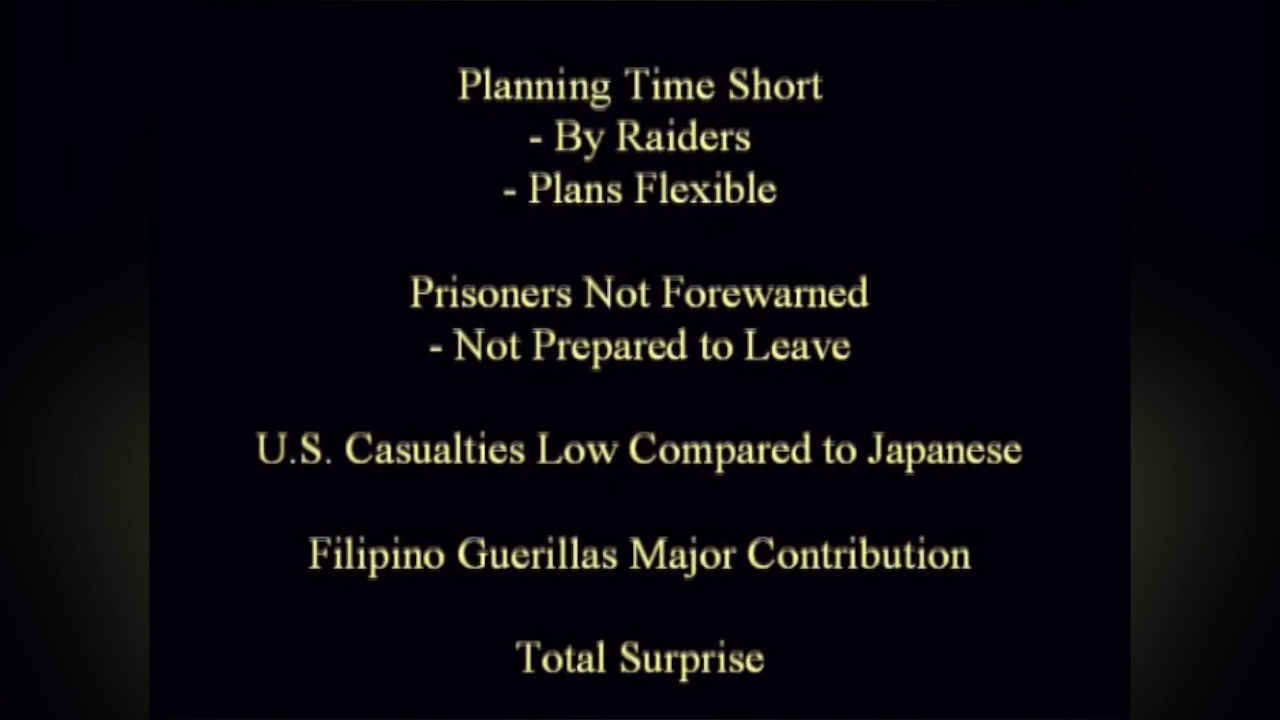 Planning Time Short
- By Raiders
- Plans Flexible
Prisoners Not Forewarned
- Not Prepared to Leave
U.S. Casualties Low Compared to Japanese
Filipino Guerillas Major Contribution
Total Surprise